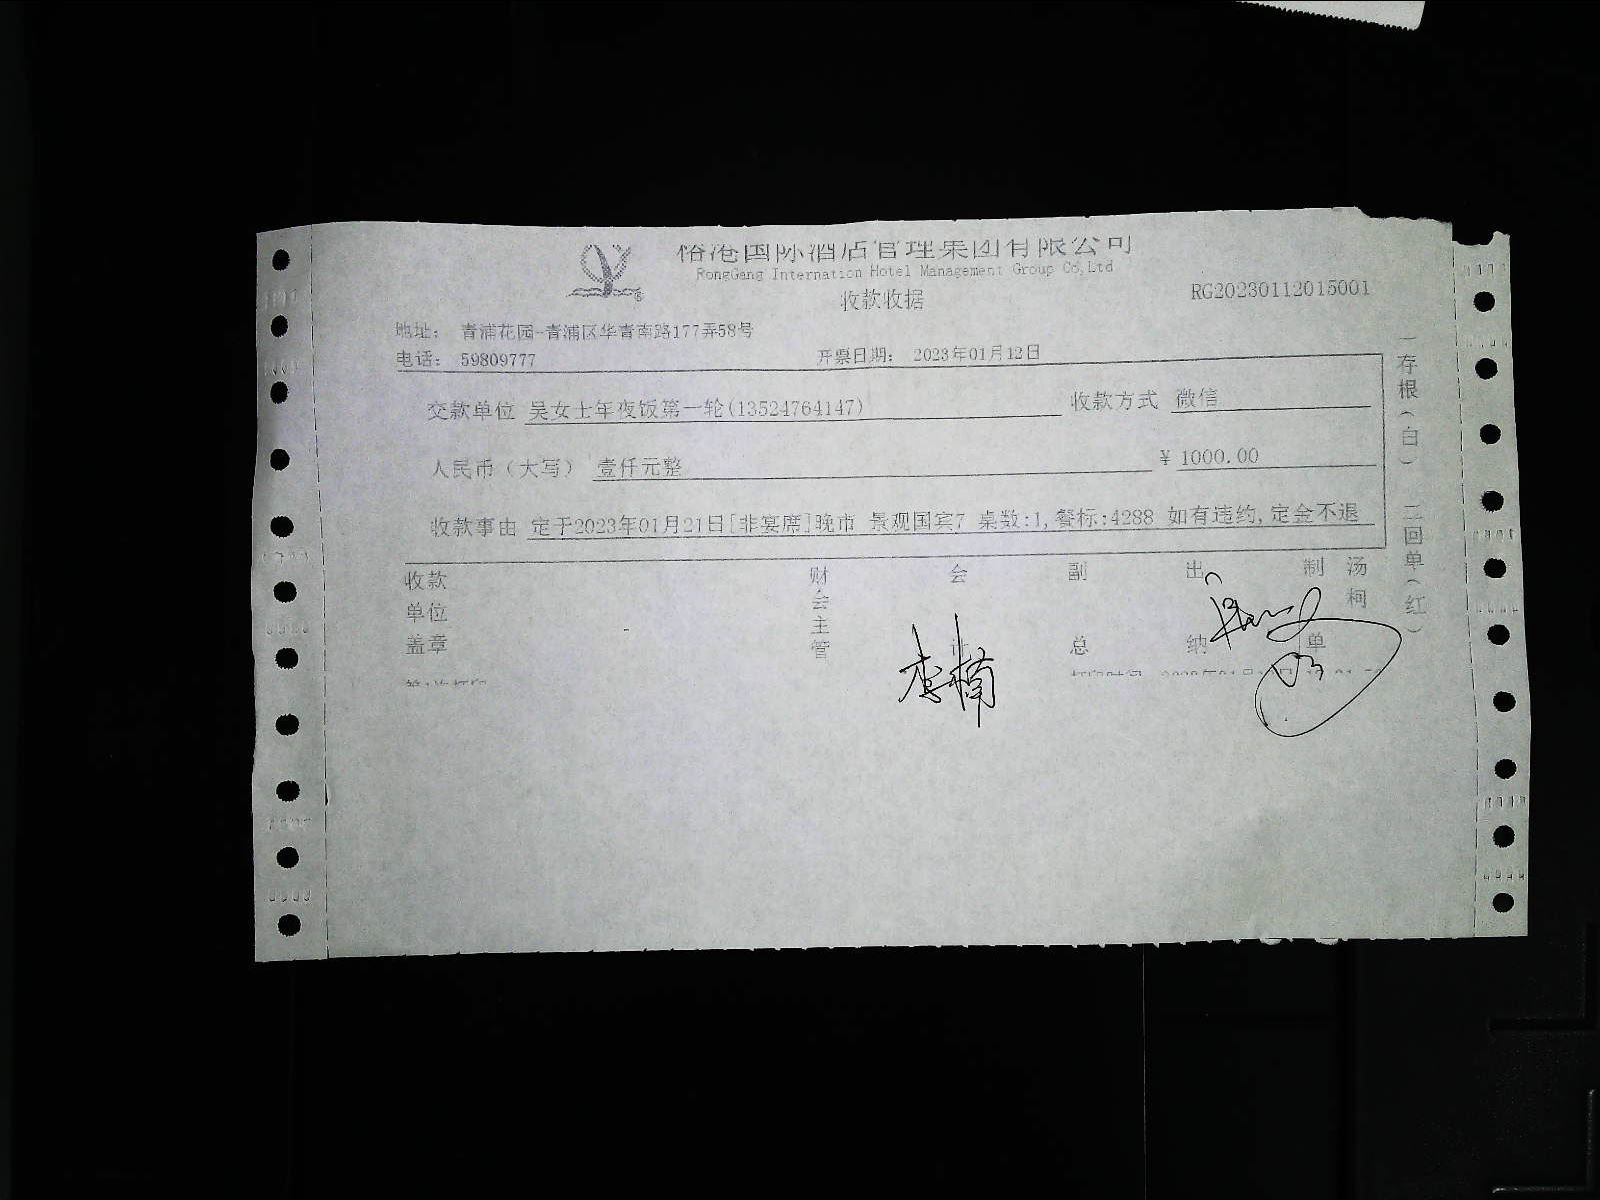 俗港国际酒店管理集团有限公司
RongGang Internation Hotel Management Group Co,Ltd
收款收据
RG20230112015001
地址： 青浦花园-青浦区华青南路177弄58号
电话： 59809777 开票日期： 2023年01月12日
交款单位 吴女士年夜饭第一轮(13524764147) 收款方式 微信
人民币（大写） 壹仟元整 ¥ 1000.00
收款事由 定于2023年01月21日[非宴席]晚市 景观国宾7 桌数:1,餐标:4288 如有违约,定金不退
收款单位盖章 财会主管 会计 李楠 副总 出纳 制单 汤柯
一存根（白） 二回单（红）